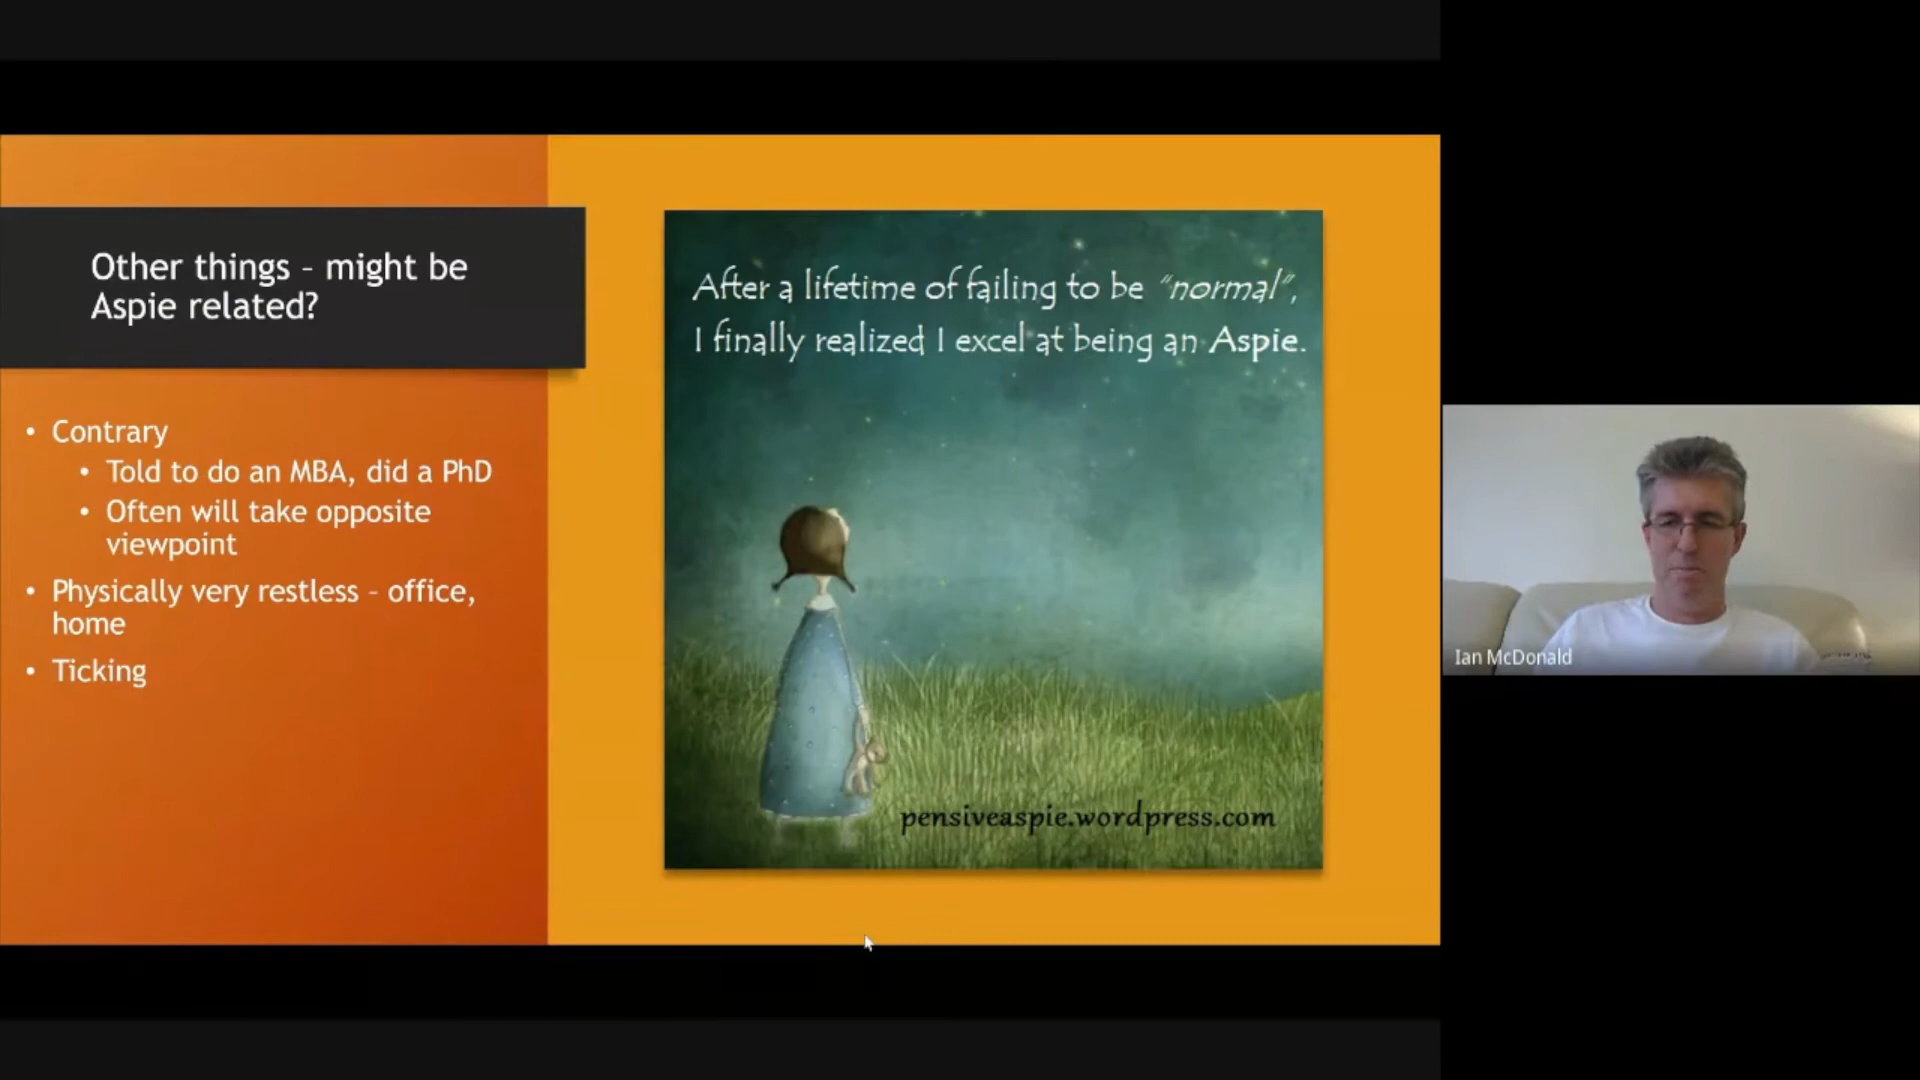 Other things – might be
Aspie related?
• Contrary
• Told to do an MBA, did a PhD
• Often will take opposite
viewpoint
• Physically very restless – office,
home
• Ticking
After a lifetime of failing to be "normal",
I finally realized I excel at being an Aspie.
pensiveaspie.wordpress.com
Ian McDonald